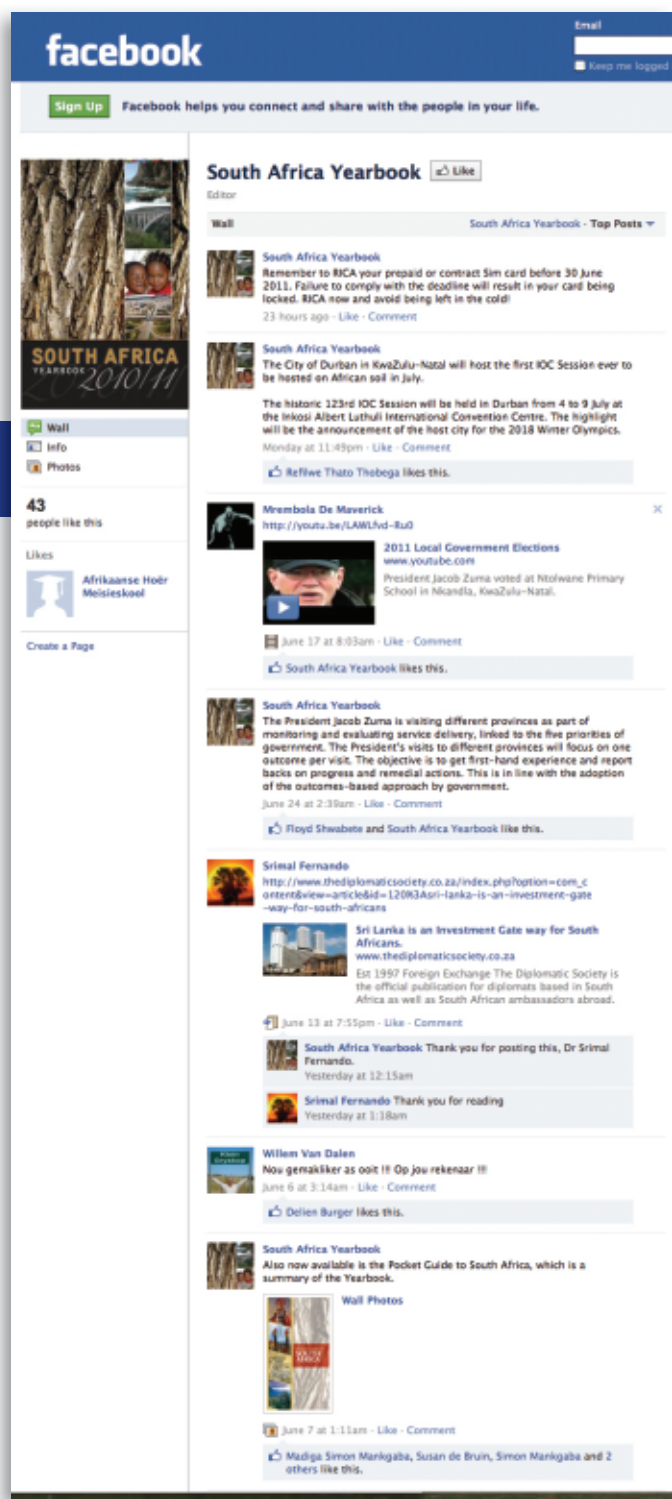 facebook
Email
Keep me logged
Sign Up
Facebook helps you connect and share with the people in your life.
SOUTH AFRICA
YEARBOOK 2010/11
Wall
Info
Photos
43
people like this
Likes
Afrikaanse Hoër
Meisieskool
Create a Page
South Africa Yearbook Like
Editor
Wall
South Africa Yearbook · Top Posts
South Africa Yearbook
Remember to RICA your prepaid or contract Sim card before 30 June
2011. Failure to comply with the deadline will result in your card being
locked. RICA now and avoid being left in the cold!
23 hours ago · Like · Comment
South Africa Yearbook
The City of Durban in KwaZulu-Natal will host the first IOC Session ever to
be hosted on African soil in July.
The historic 123rd IOC Session will be held in Durban from 4 to 9 July at
the Inkosi Albert Luthuli International Convention Centre. The highlight
will be the announcement of the host city for the 2018 Winter Olympics.
Monday at 11:49pm · Like · Comment
Refilwe Thato Thobega likes this.
Mrembola De Maverick
http://youtu.be/LAWLfvd-Ru0
2011 Local Government Elections
www.youtube.com
President Jacob Zuma voted at Ntolwane Primary
School in Nkandla, KwaZulu-Natal.
June 17 at 8:03am · Like · Comment
South Africa Yearbook likes this.
South Africa Yearbook
The President Jacob Zuma is visiting different provinces as part of
monitoring and evaluating service delivery, linked to the five priorities of
government. The President's visits to different provinces will focus on one
outcome per visit. The objective is to get first-hand experience and report
backs on progress and remedial actions. This is in line with the adoption
of the outcomes-based approach by government.
June 24 at 2:39am · Like · Comment
Floyd Shwabete and South Africa Yearbook like this.
Srimal Fernando
http://www.thediplomaticsociety.co.za/index.php?option=com_c
ontent&view=article&id=120%3Asri-lanka-is-an-investment-gate
-way-for-south-africans
Sri Lanka is an Investment Gate way for South
Africans.
www.thediplomaticsociety.co.za
Est 1997 Foreign Exchange The Diplomatic Society is
the official publication for diplomats based in South
Africa as well as South African ambassadors abroad.
June 13 at 7:55pm · Like · Comment
South Africa Yearbook Thank you for posting this, Dr Srimal
Fernando.
Yesterday at 12:15am
Srimal Fernando Thank you for reading
Yesterday at 1:18am
Willem Van Dalen
Nou gemakliker as ooit !!! Op jou rekenaar !!!
June 6 at 3:14am · Like · Comment
Delien Burger likes this.
South Africa Yearbook
Also now available is the Pocket Guide to South Africa, which is a
summary of the Yearbook.
Wall Photos
June 7 at 1:11am · Like · Comment
Madiga Simon Mankgaba, Susan de Bruin, Simon Mankgaba and 2
others like this.